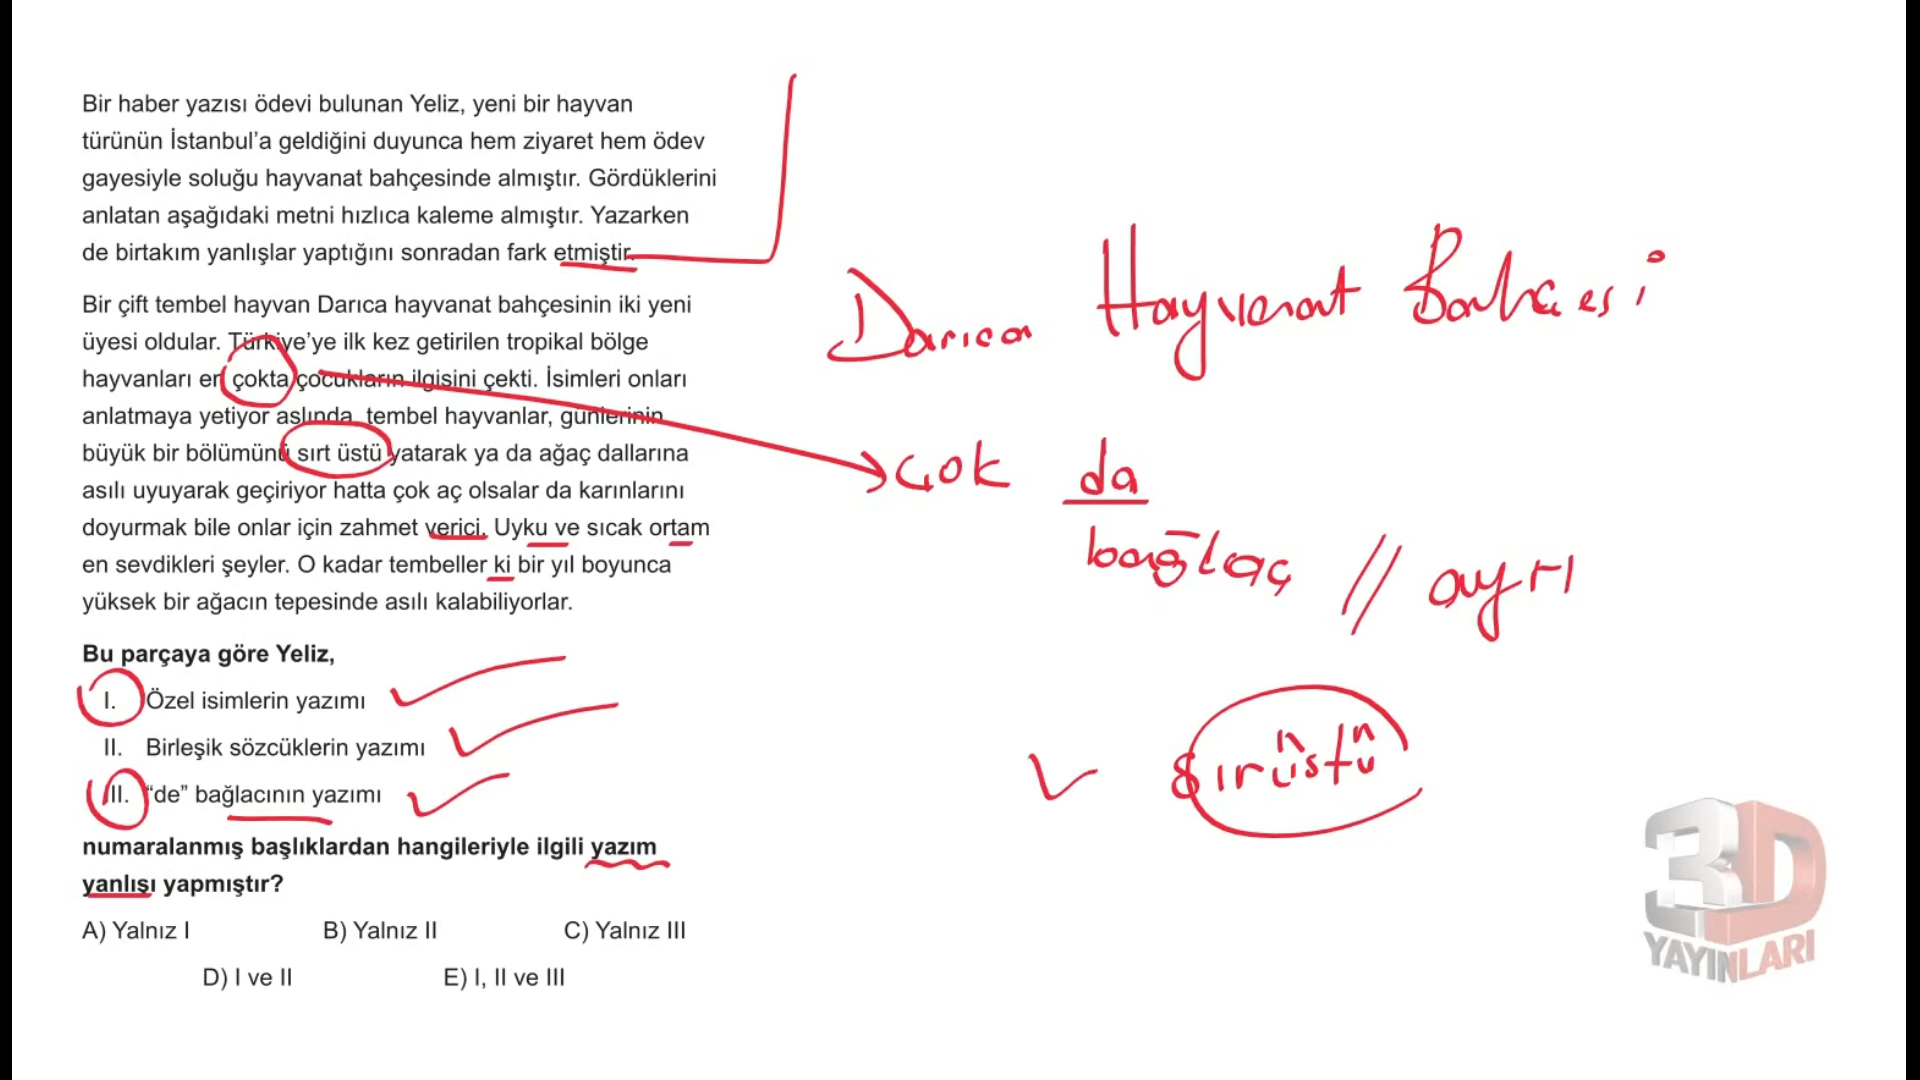 Bir haber yazısı ödevi bulunan Yeliz, yeni bir hayvan
türünün İstanbul'a geldiğini duyunca hem ziyaret hem ödev
gayesiyle soluğu hayvanat bahçesinde almıştır. Gördüklerini
anlatan aşağıdaki metni hızlıca kaleme almıştır. Yazarken
de birtakım yanlışlar yaptığını sonradan fark etmiştir.
Bir çift tembel hayvan Darıca hayvanat bahçesinin iki yeni
üyesi oldular. Türkiye'ye ilk kez getirilen tropikal bölge
hayvanları en çokta çocukların ilgisini çekti. İsimleri onları
anlatmaya yetiyor aslında, tembel hayvanlar, günlerinin
büyük bir bölümünü sırt üstü yatarak ya da ağaç dallarına
asılı uyuyarak geçiriyor hatta çok aç olsalar da karınlarını
doyurmak bile onlar için zahmet verici. Uyku ve sıcak ortam
en sevdikleri şeyler. O kadar tembeller ki bir yıl boyunca
yüksek bir ağacın tepesinde asılı kalabiliyorlar.
Bu parçaya göre Yeliz,
I. Özel isimlerin yazımı
II. Birleşik sözcüklerin yazımı
III. "de" bağlacının yazımı
numaralanmış başlıklardan hangileriyle ilgili yazım
yanlışı yapmıştır?
A) Yalnız I B) Yalnız II C) Yalnız III
D) I ve II E) I, II ve III
Darıca Hayvanat Bahçesi
çok da
bağlaç // ayrı
3D
YAYINLARI